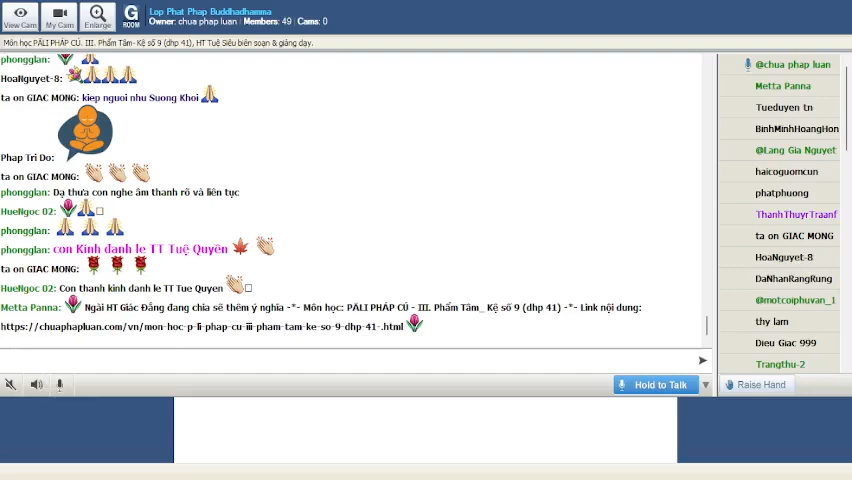 View Cam
My Cam
Enlarge
G
ROOM
Lop Phat Phap Buddhadhamma
Owner: chua phap luan : Members: 49 : Cams: 0
Môn học PĀLI PHÁP CÚ. III. Phẩm Tâm- Kệ số 9 (dhp 41), HT Tuệ Siêu biên soạn & giảng dạy.
phongglan:
HoaNguyet-8:
ta on GIAC MONG: kiep nguoi nhu Suong Khoi
Phap Tri Do:
ta on GIAC MONG:
phongglan: Dạ thưa con nghe âm thanh rõ và liên tục
HueNgoc 02:
phongglan:
phongglan: con Kính đảnh lễ TT Tuệ Quyền
ta on GIAC MONG:
HueNgoc 02: Con thanh kinh danh le TT Tue Quyen
Metta Panna: Ngài HT Giác Đẳng đang chia sẽ thêm ý nghĩa -*- Môn học: PĀLI PHÁP CÚ - III. Phẩm Tâm_ Kệ số 9 (dhp 41) -*- Link nội dung:
https://chuaphapluan.com/vn/mon-hoc-p-li-phap-cu-iii-pham-tam-ke-so-9-dhp-41-.html
Hold to Talk
@chua phap luan
Metta Panna
Tueduyen tn
BinhMinhHoangHon
@Lang Gia Nguyet
haicoguomcun
phatphuong
ThanhThuyrTraanf
ta on GIAC MONG
HoaNguyet-8
DaNhanRangRung
@motcoiphuvan_1
thy lam
Dieu Giac 999
Trangthu-2
Raise Hand